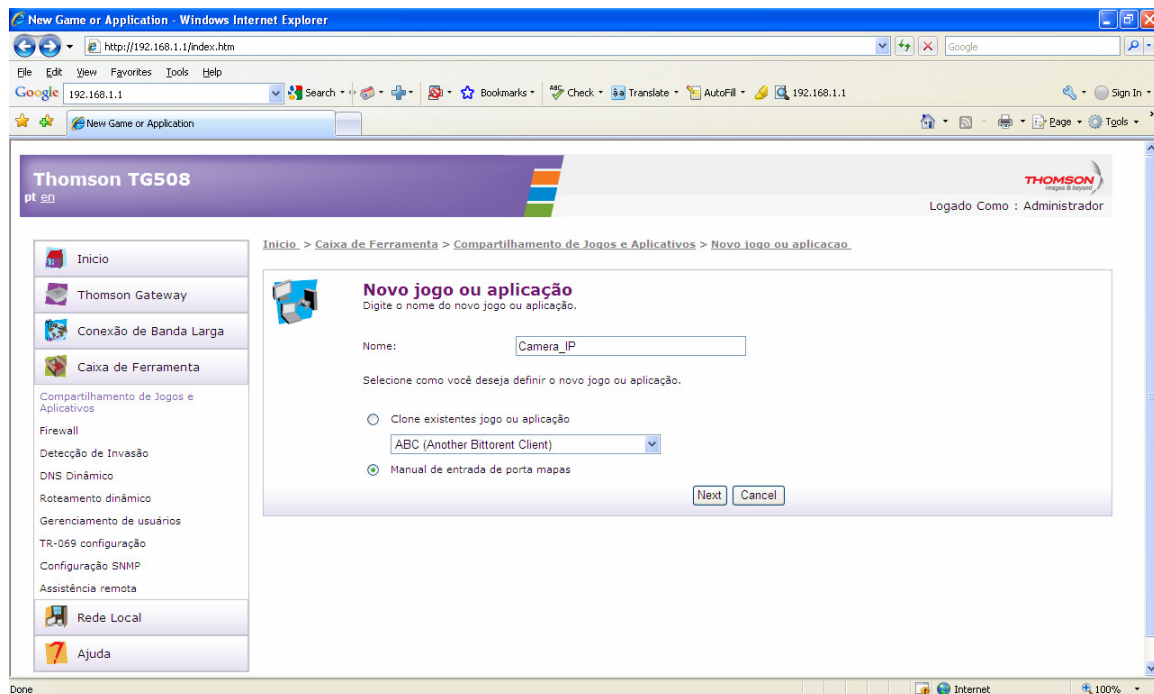 New Game or Application - Windows Internet Explorer
http://192.168.1.1/index.htm
Google
File Edit View Favorites Tools Help
Google 192.168.1.1 Search Bookmarks ABC Check Translate AutoFill 192.168.1.1 Sign In
New Game or Application
Page Tools
Thomson TG508
pt en
THOMSON
images & beyond
Logado Como : Administrador
Inicio > Caixa de Ferramenta > Compartilhamento de Jogos e Aplicativos > Novo jogo ou aplicacao
Inicio
Thomson Gateway
Conexão de Banda Larga
Caixa de Ferramenta
Compartilhamento de Jogos e
Aplicativos
Firewall
Detecção de Invasão
DNS Dinâmico
Roteamento dinâmico
Gerenciamento de usuários
TR-069 configuração
Configuração SNMP
Assistência remota
Rede Local
Ajuda
Novo jogo ou aplicação
Digite o nome do novo jogo ou aplicação.
Nome: Camera_IP
Selecione como você deseja definir o novo jogo ou aplicação.
Clone existentes jogo ou aplicação
ABC (Another Bittorent Client)
Manual de entrada de porta mapas
Next Cancel
Done
Internet
100%